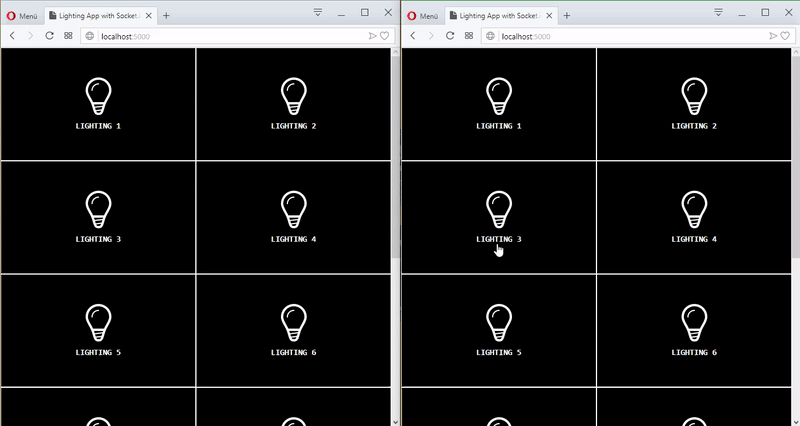 Menü
Lighting App with Socket.
localhost:5000
LIGHTING 1
LIGHTING 2
LIGHTING 3
LIGHTING 4
LIGHTING 5
LIGHTING 6
Menü
Lighting App with Socket.
localhost:5000
LIGHTING 1
LIGHTING 2
LIGHTING 3
LIGHTING 4
LIGHTING 5
LIGHTING 6